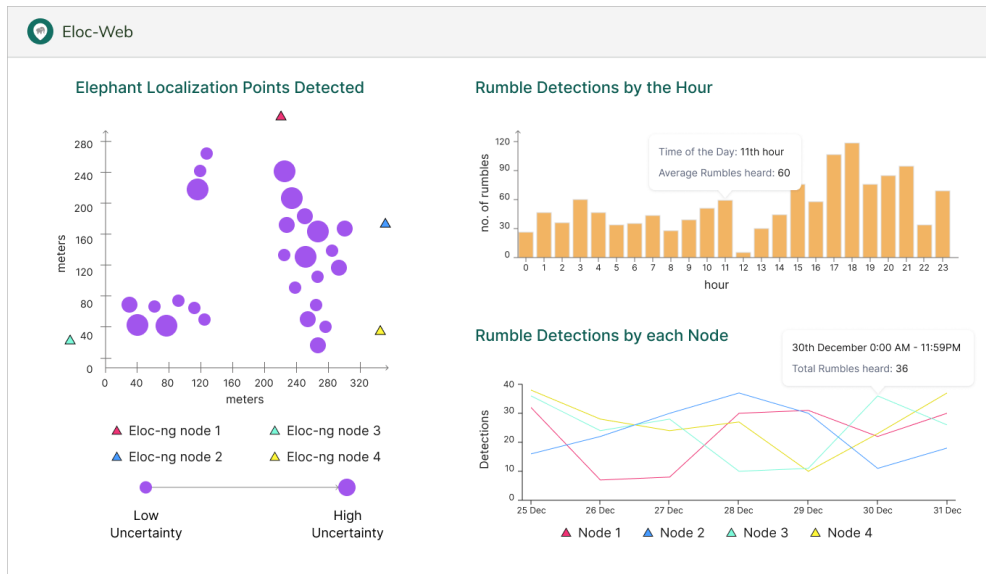 Eloc-Web
Elephant Localization Points Detected
280
240
200
160
120
80
40
0
meters
0 40 80 120 160 200 240 280 320
meters
Eloc-ng node 1
Eloc-ng node 3
Eloc-ng node 2
Eloc-ng node 4
Low
Uncertainty
High
Uncertainty
Rumble Detections by the Hour
Time of the Day: 11th hour
Average Rumbles heard: 60
120
90
60
30
0
no. of rumbles
0 1 2 3 4 5 6 7 8 9 10 11 12 13 14 15 16 17 18 19 20 21 22 23
hour
Rumble Detections by each Node
30th December 0:00 AM - 11:59PM
Total Rumbles heard: 36
40
30
20
10
0
Detections
25 Dec 26 Dec 27 Dec 28 Dec 29 Dec 30 Dec 31 Dec
Node 1 Node 2 Node 3 Node 4